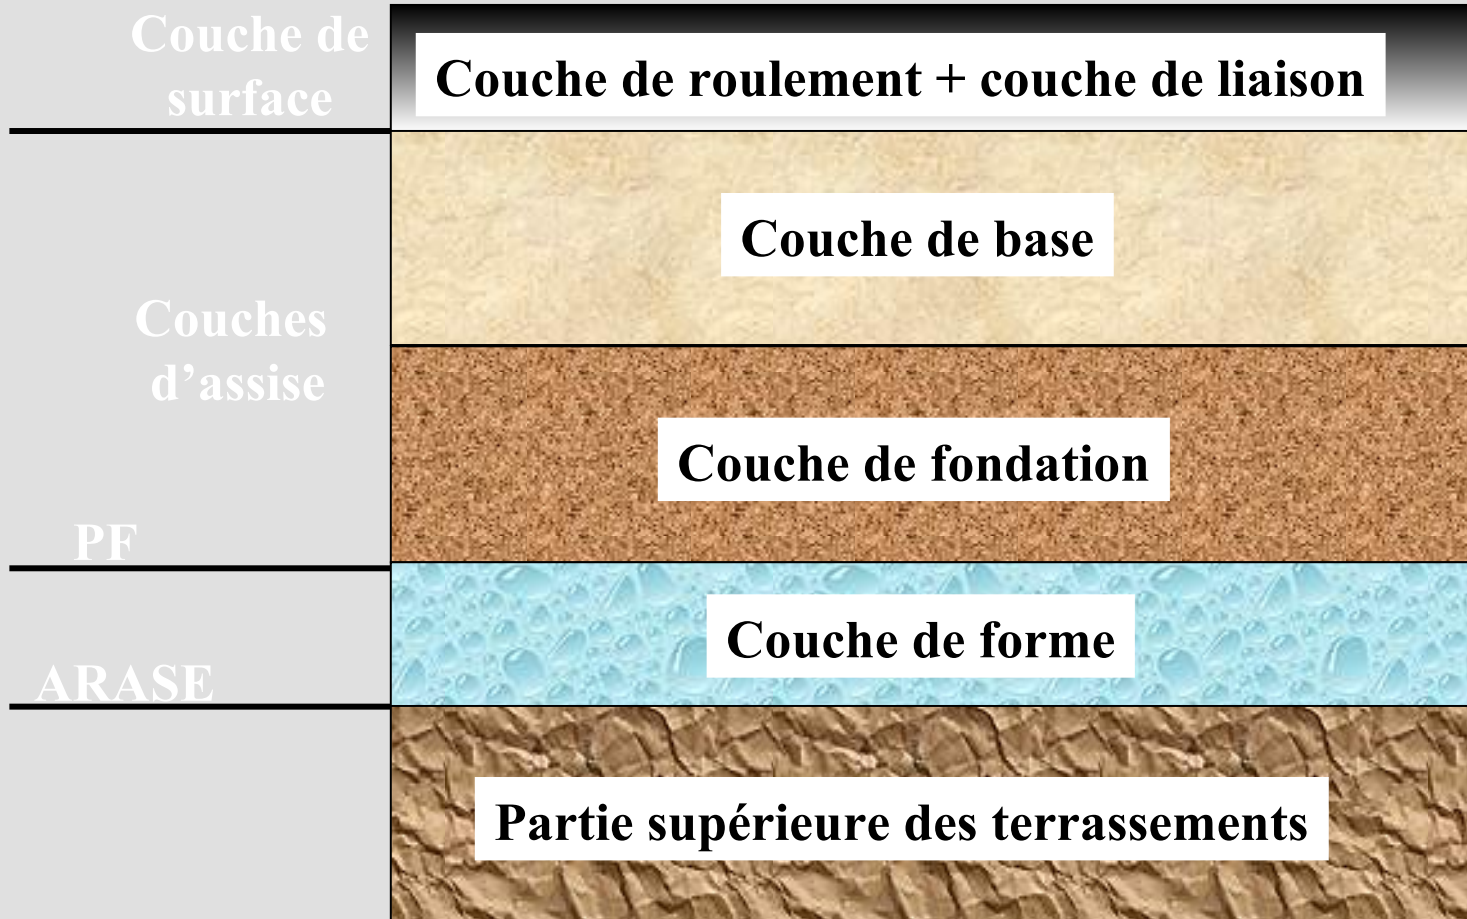 Couche de
surface
Couche de roulement + couche de liaison
Couche de base
Couches
d’assise
Couche de fondation
PF
Couche de forme
ARASE
Partie supérieure des terrassements